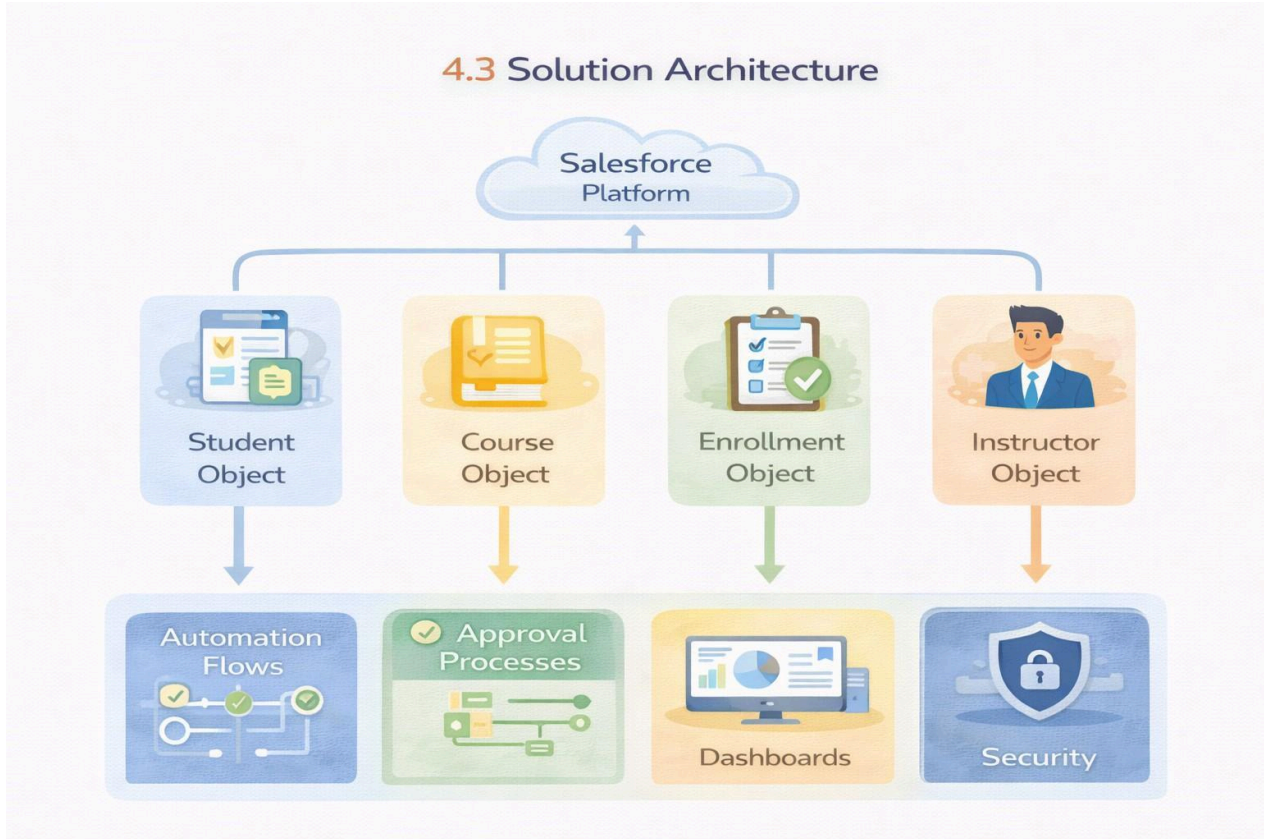 4.3 Solution Architecture
Salesforce
Platform
Student
Object
Course
Object
Enrollment
Object
Instructor
Object
Automation
Flows
Approval
Processes
Dashboards
Security